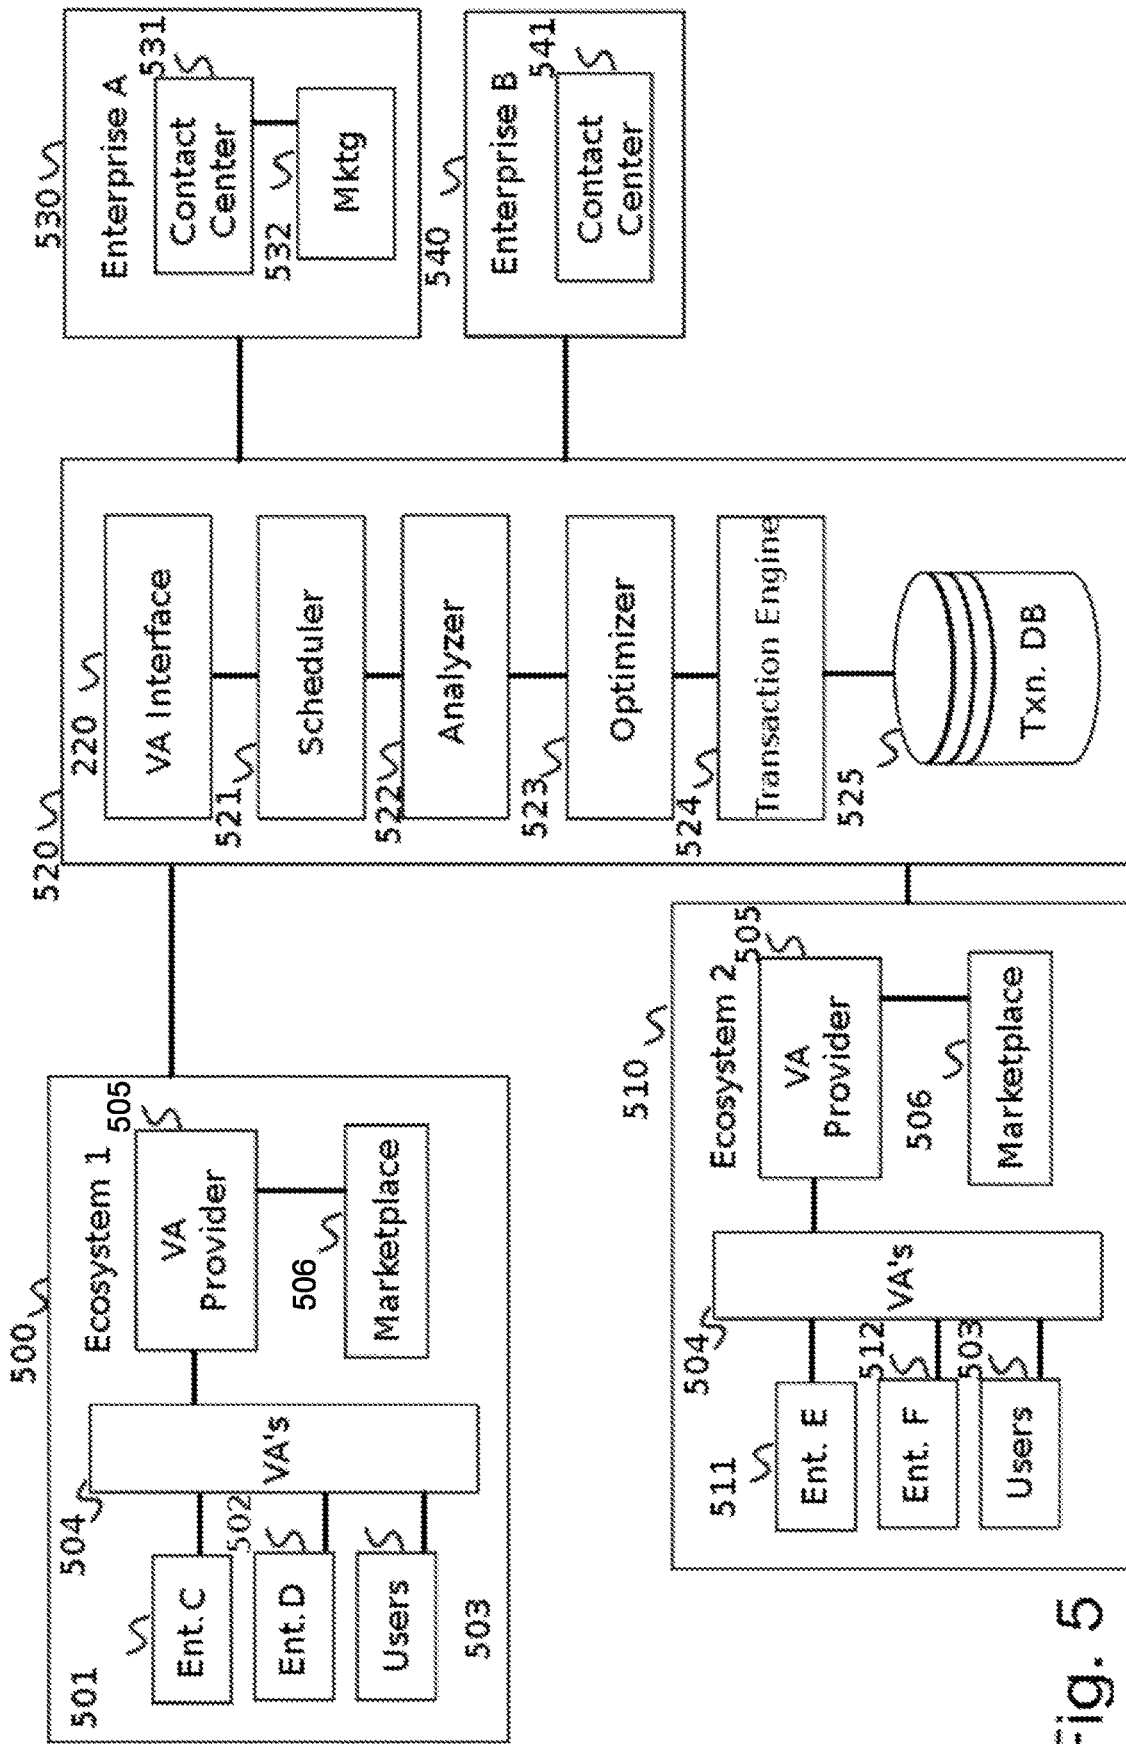 500
Ecosystem 1
501
Ent.C
502
Ent.D
Users
503
504
VA's
505
VA
Provider
506
Marketplace
510
Ecosystem 2
511
Ent. E
512
Ent. F
503
Users
504
VA's
505
VA
Provider
506
Marketplace
520
220
VA Interface
521
Scheduler
522
Analyzer
523
Optimizer
524
Transaction Engine
525
Txn. DB
530
Enterprise A
531
Contact
Center
532
Mktg
540
Enterprise B
541
Contact
Center
Fig. 5